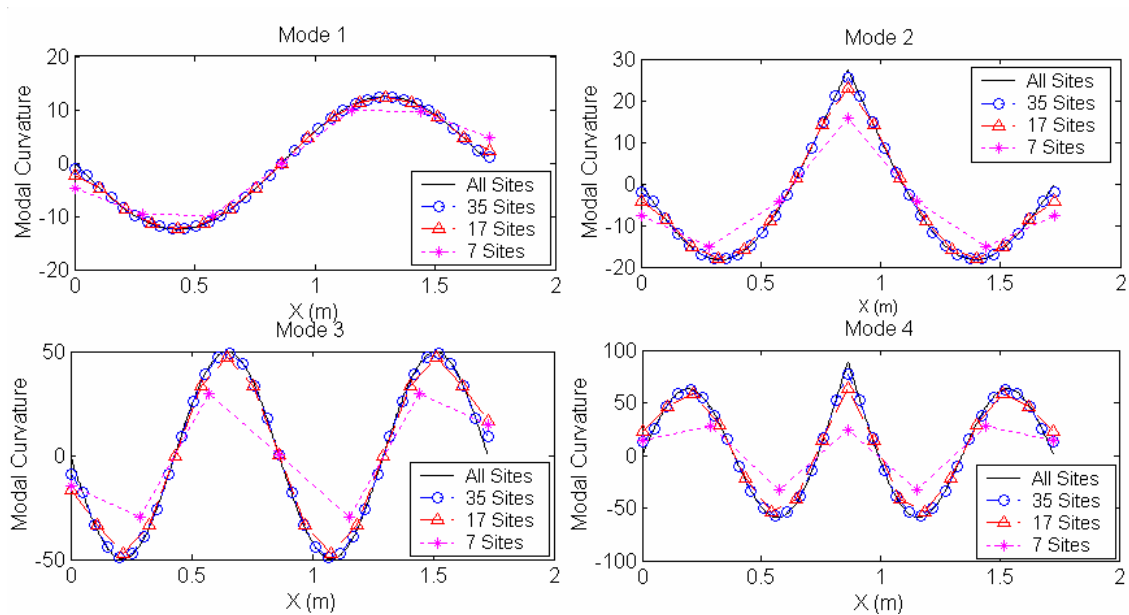 Mode 1
20
10
0
-10
-20
Modal Curvature
All Sites
35 Sites
17 Sites
7 Sites
0
0.5
1
1.5
2
X (m)
Mode 2
30
20
10
0
-10
-20
Modal Curvature
All Sites
35 Sites
17 Sites
7 Sites
0
0.5
1
1.5
2
X (m)
Mode 3
50
0
-50
Modal Curvature
All Sites
35 Sites
17 Sites
7 Sites
0
0.5
1
1.5
2
X (m)
Mode 4
100
50
0
-50
-100
Modal Curvature
All Sites
35 Sites
17 Sites
7 Sites
0
0.5
1
1.5
2
X (m)